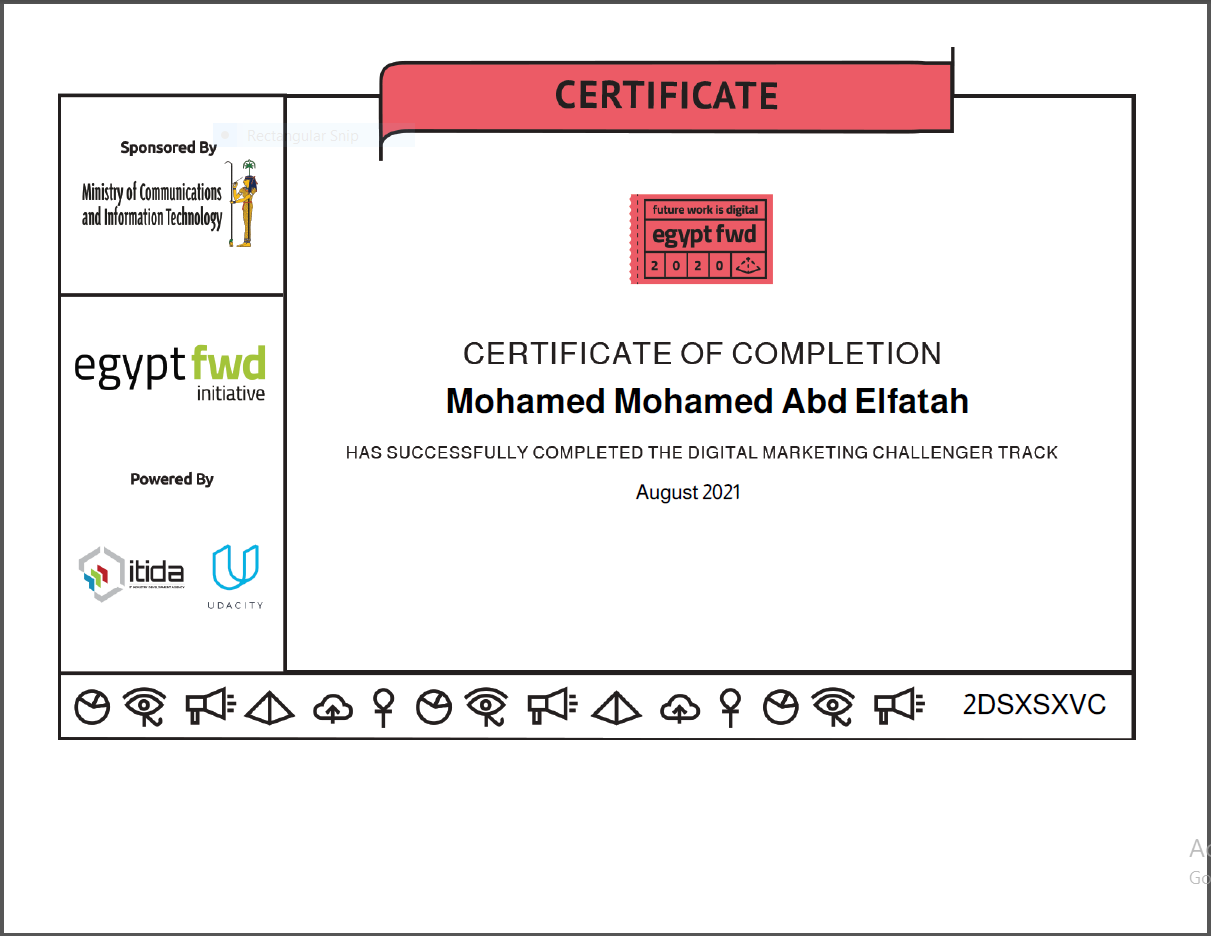 CERTIFICATE
Rectangular Snip
Sponsored By
Ministry of Communications
and Information Technology
future work is digital
egypt fwd
2 0 2 0
egypt fwd
initiative
CERTIFICATE OF COMPLETION
Mohamed Mohamed Abd Elfatah
HAS SUCCESSFULLY COMPLETED THE DIGITAL MARKETING CHALLENGER TRACK
August 2021
Powered By
itida
UDACITY
2DSXSXVC